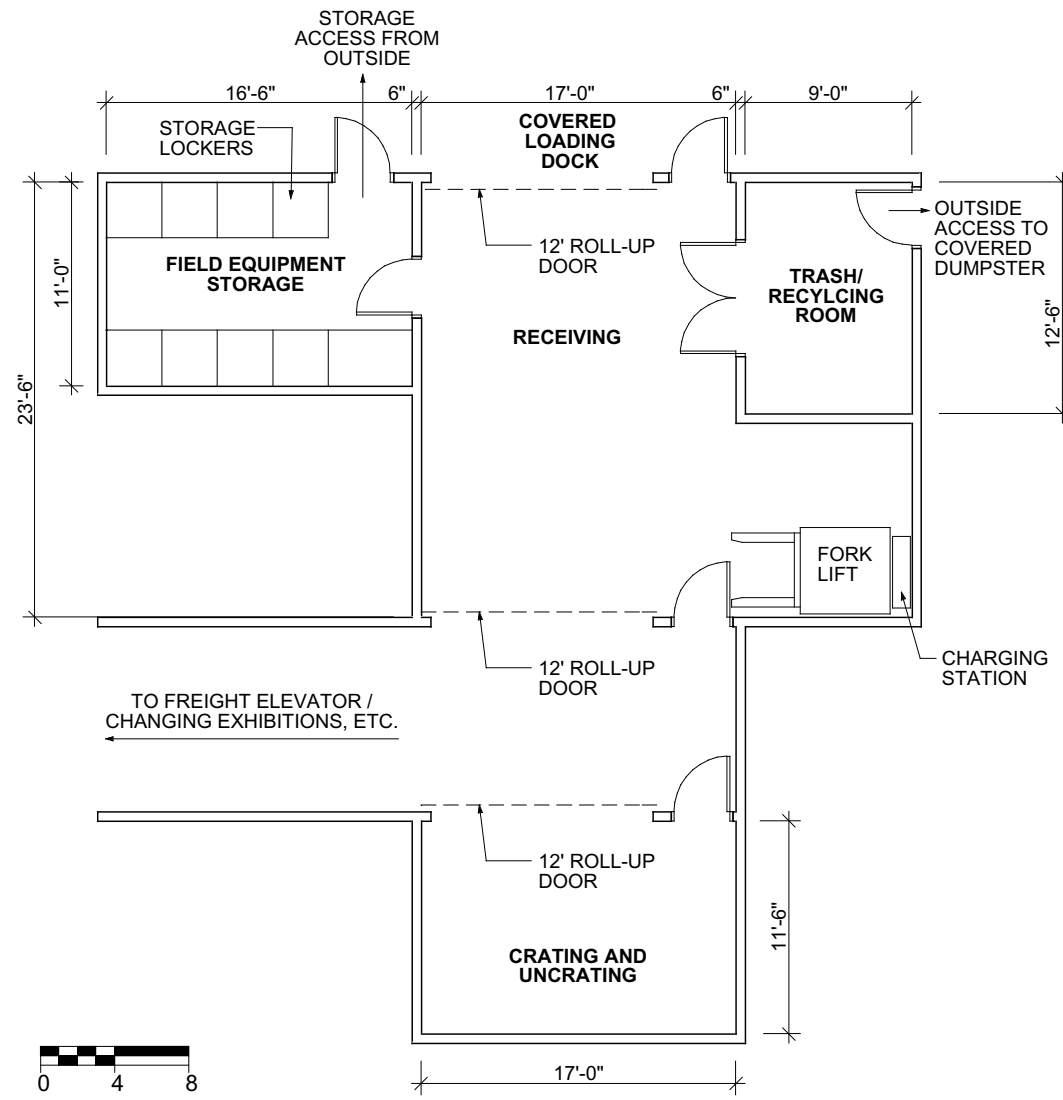 STORAGE
ACCESS FROM
OUTSIDE
16'-6"
6"
17'-0"
6"
9'-0"
STORAGE
LOCKERS
COVERED
LOADING
DOCK
12' ROLL-UP
DOOR
OUTSIDE
ACCESS TO
COVERED
DUMPSTER
FIELD EQUIPMENT
STORAGE
TRASH/
RECYLCING
ROOM
11'-0"
RECEIVING
12'-6"
23'-6"
FORK
LIFT
CHARGING
STATION
12' ROLL-UP
DOOR
TO FREIGHT ELEVATOR /
CHANGING EXHIBITIONS, ETC.
12' ROLL-UP
DOOR
11'-6"
CRATING AND
UNCRATING
17'-0"
0 4 8